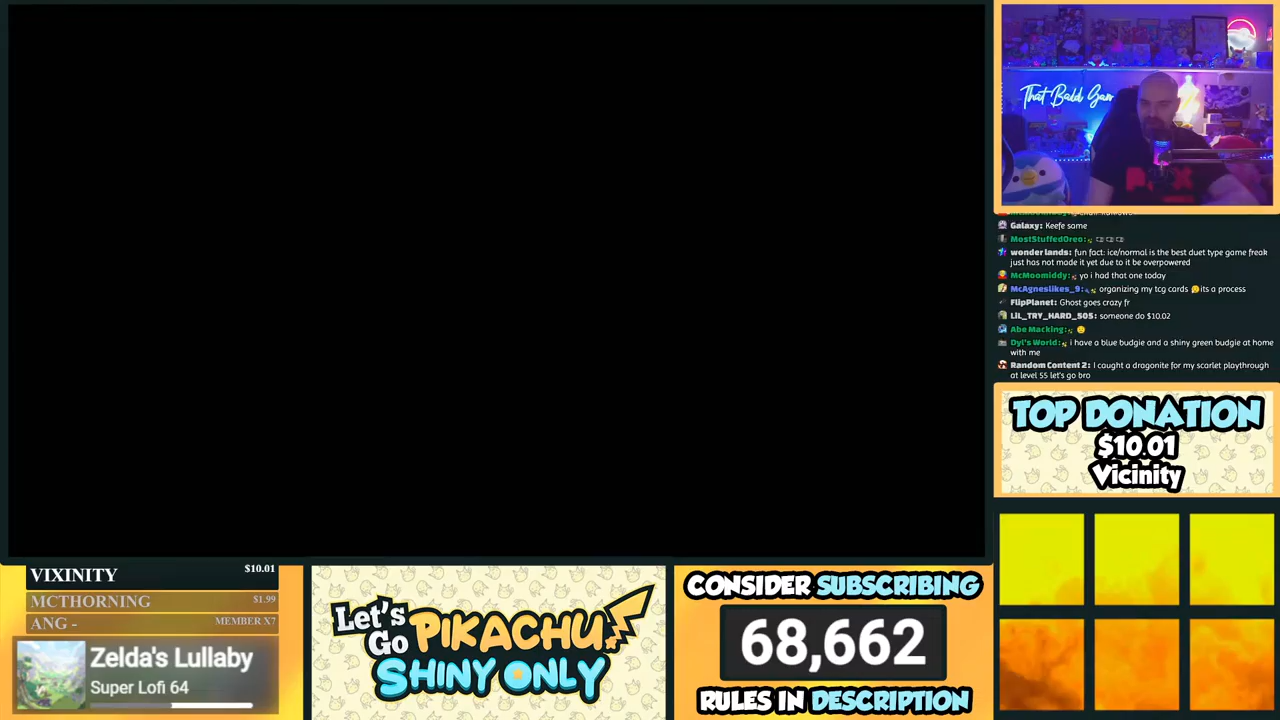 That Bald Gam
Galaxy: Keefe same
MostStuffedOreo:
wonder lands: fun fact: ice/normal is the best duet type game freak
just has not made it yet due to it be overpowered
McMoomiddy: yo i had that one today
McAgneslikes_9: organizing my tcg cards its a process
FlipPlanet: Ghost goes crazy fr
LiL_TRY_HARD_505: someone do $10.02
Abe Macking:
Dyl's World: i have a blue budgie and a shiny green budgie at home
with me
Random Content 2: I caught a dragonite for my scarlet playthrough
at level 55 let's go bro
TOP DONATION
$10.01
Vicinity
VIXINITY $10.01
MCTHORNING $1.99
ANG - MEMBER X7
Zelda's Lullaby
Super Lofi 64
Let's
Go PIKACHU
SHINY ONLY
CONSIDER SUBSCRIBING
68,662
RULES IN DESCRIPTION